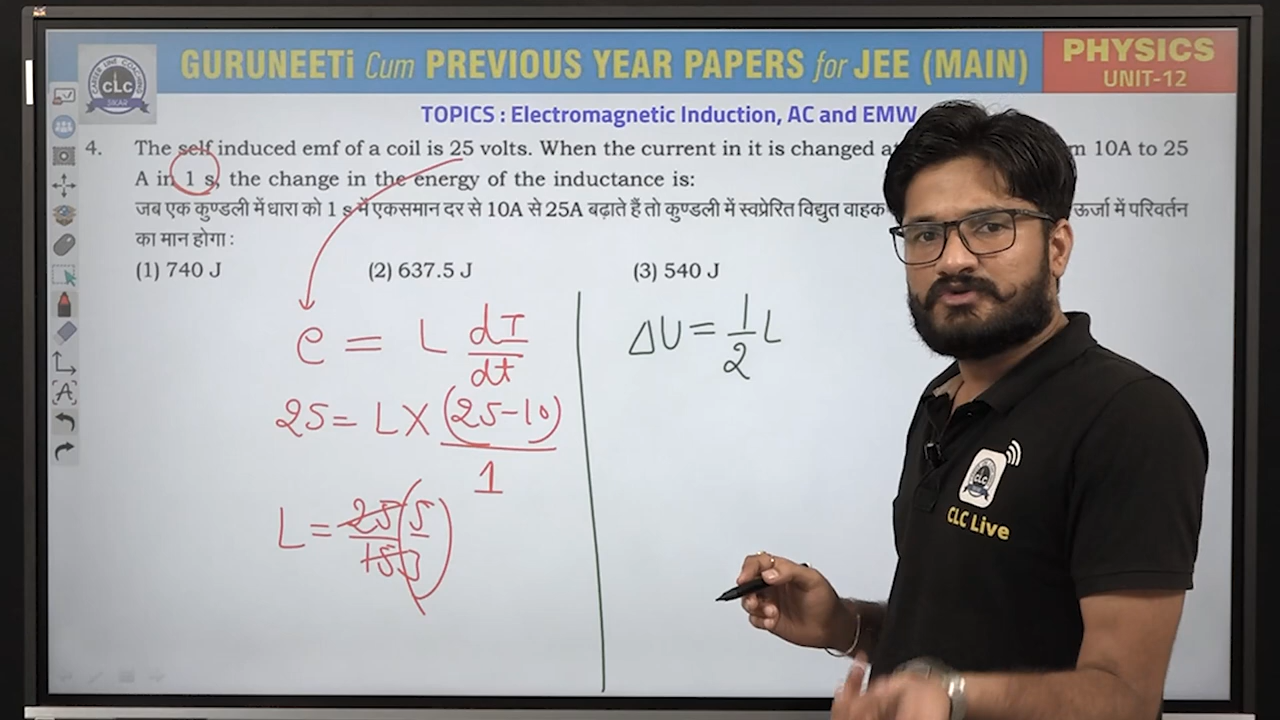 GURUNEETi Cum PREVIOUS YEAR PAPERS for JEE (MAIN)
PHYSICS
UNIT-12
CLC
SIKAR
TOPICS : Electromagnetic Induction, AC and EMW
4. The self induced emf of a coil is 25 volts. When the current in it is changed 10A to 25
A in 1 s, the change in the energy of the inductance is:
जब एक कुण्डली में धारा को 1 s में एकसमान दर से 10A से 25A बढ़ाते हैं तो कुण्डली में स्वप्रेरित विद्युत वाहक ऊर्जा में परिवर्तन
का मान होगा :
(1) 740 J (2) 637.5 J (3) 540 J
e = L dI/dt
25 = L X (25-10)/1
L = 25/15 5/3
ΔU = 1/2 L
CLC
CLC Live